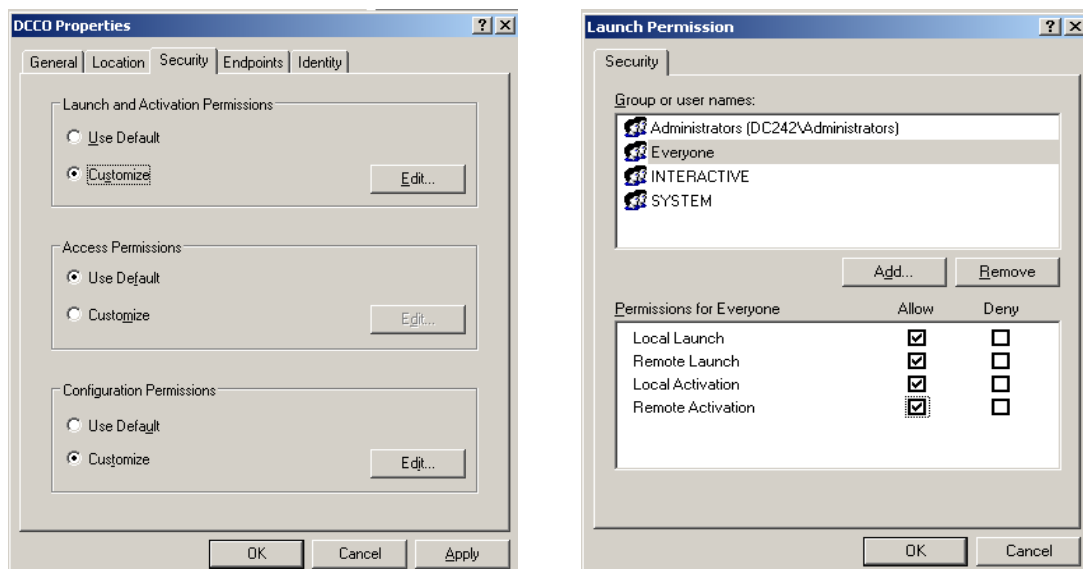 DCCO Properties
General Location Security Endpoints Identity
Launch and Activation Permissions
Use Default
Customize
Edit...
Access Permissions
Use Default
Customize
Edit...
Configuration Permissions
Use Default
Customize
Edit...
OK Cancel Apply
Launch Permission
Security
Group or user names:
Administrators (DC242\Administrators)
Everyone
INTERACTIVE
SYSTEM
Add... Remove
Permissions for Everyone Allow Deny
Local Launch
Remote Launch
Local Activation
Remote Activation
OK Cancel